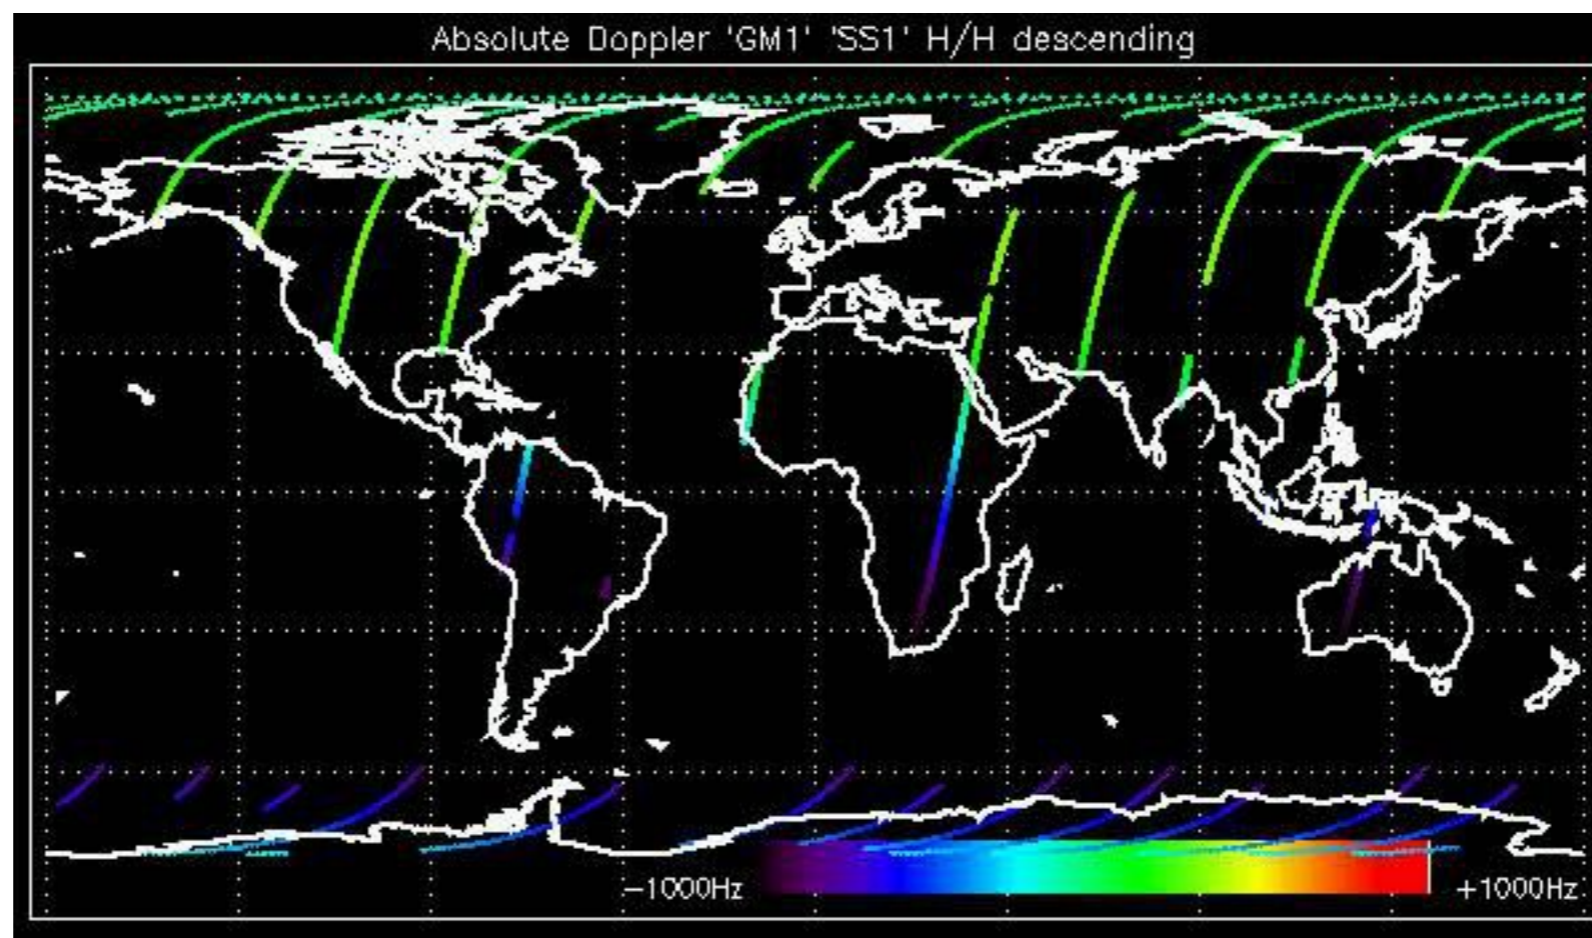 Absolute Doppler 'GM1' 'SS1' H/H descending
−1000Hz
+1000Hz